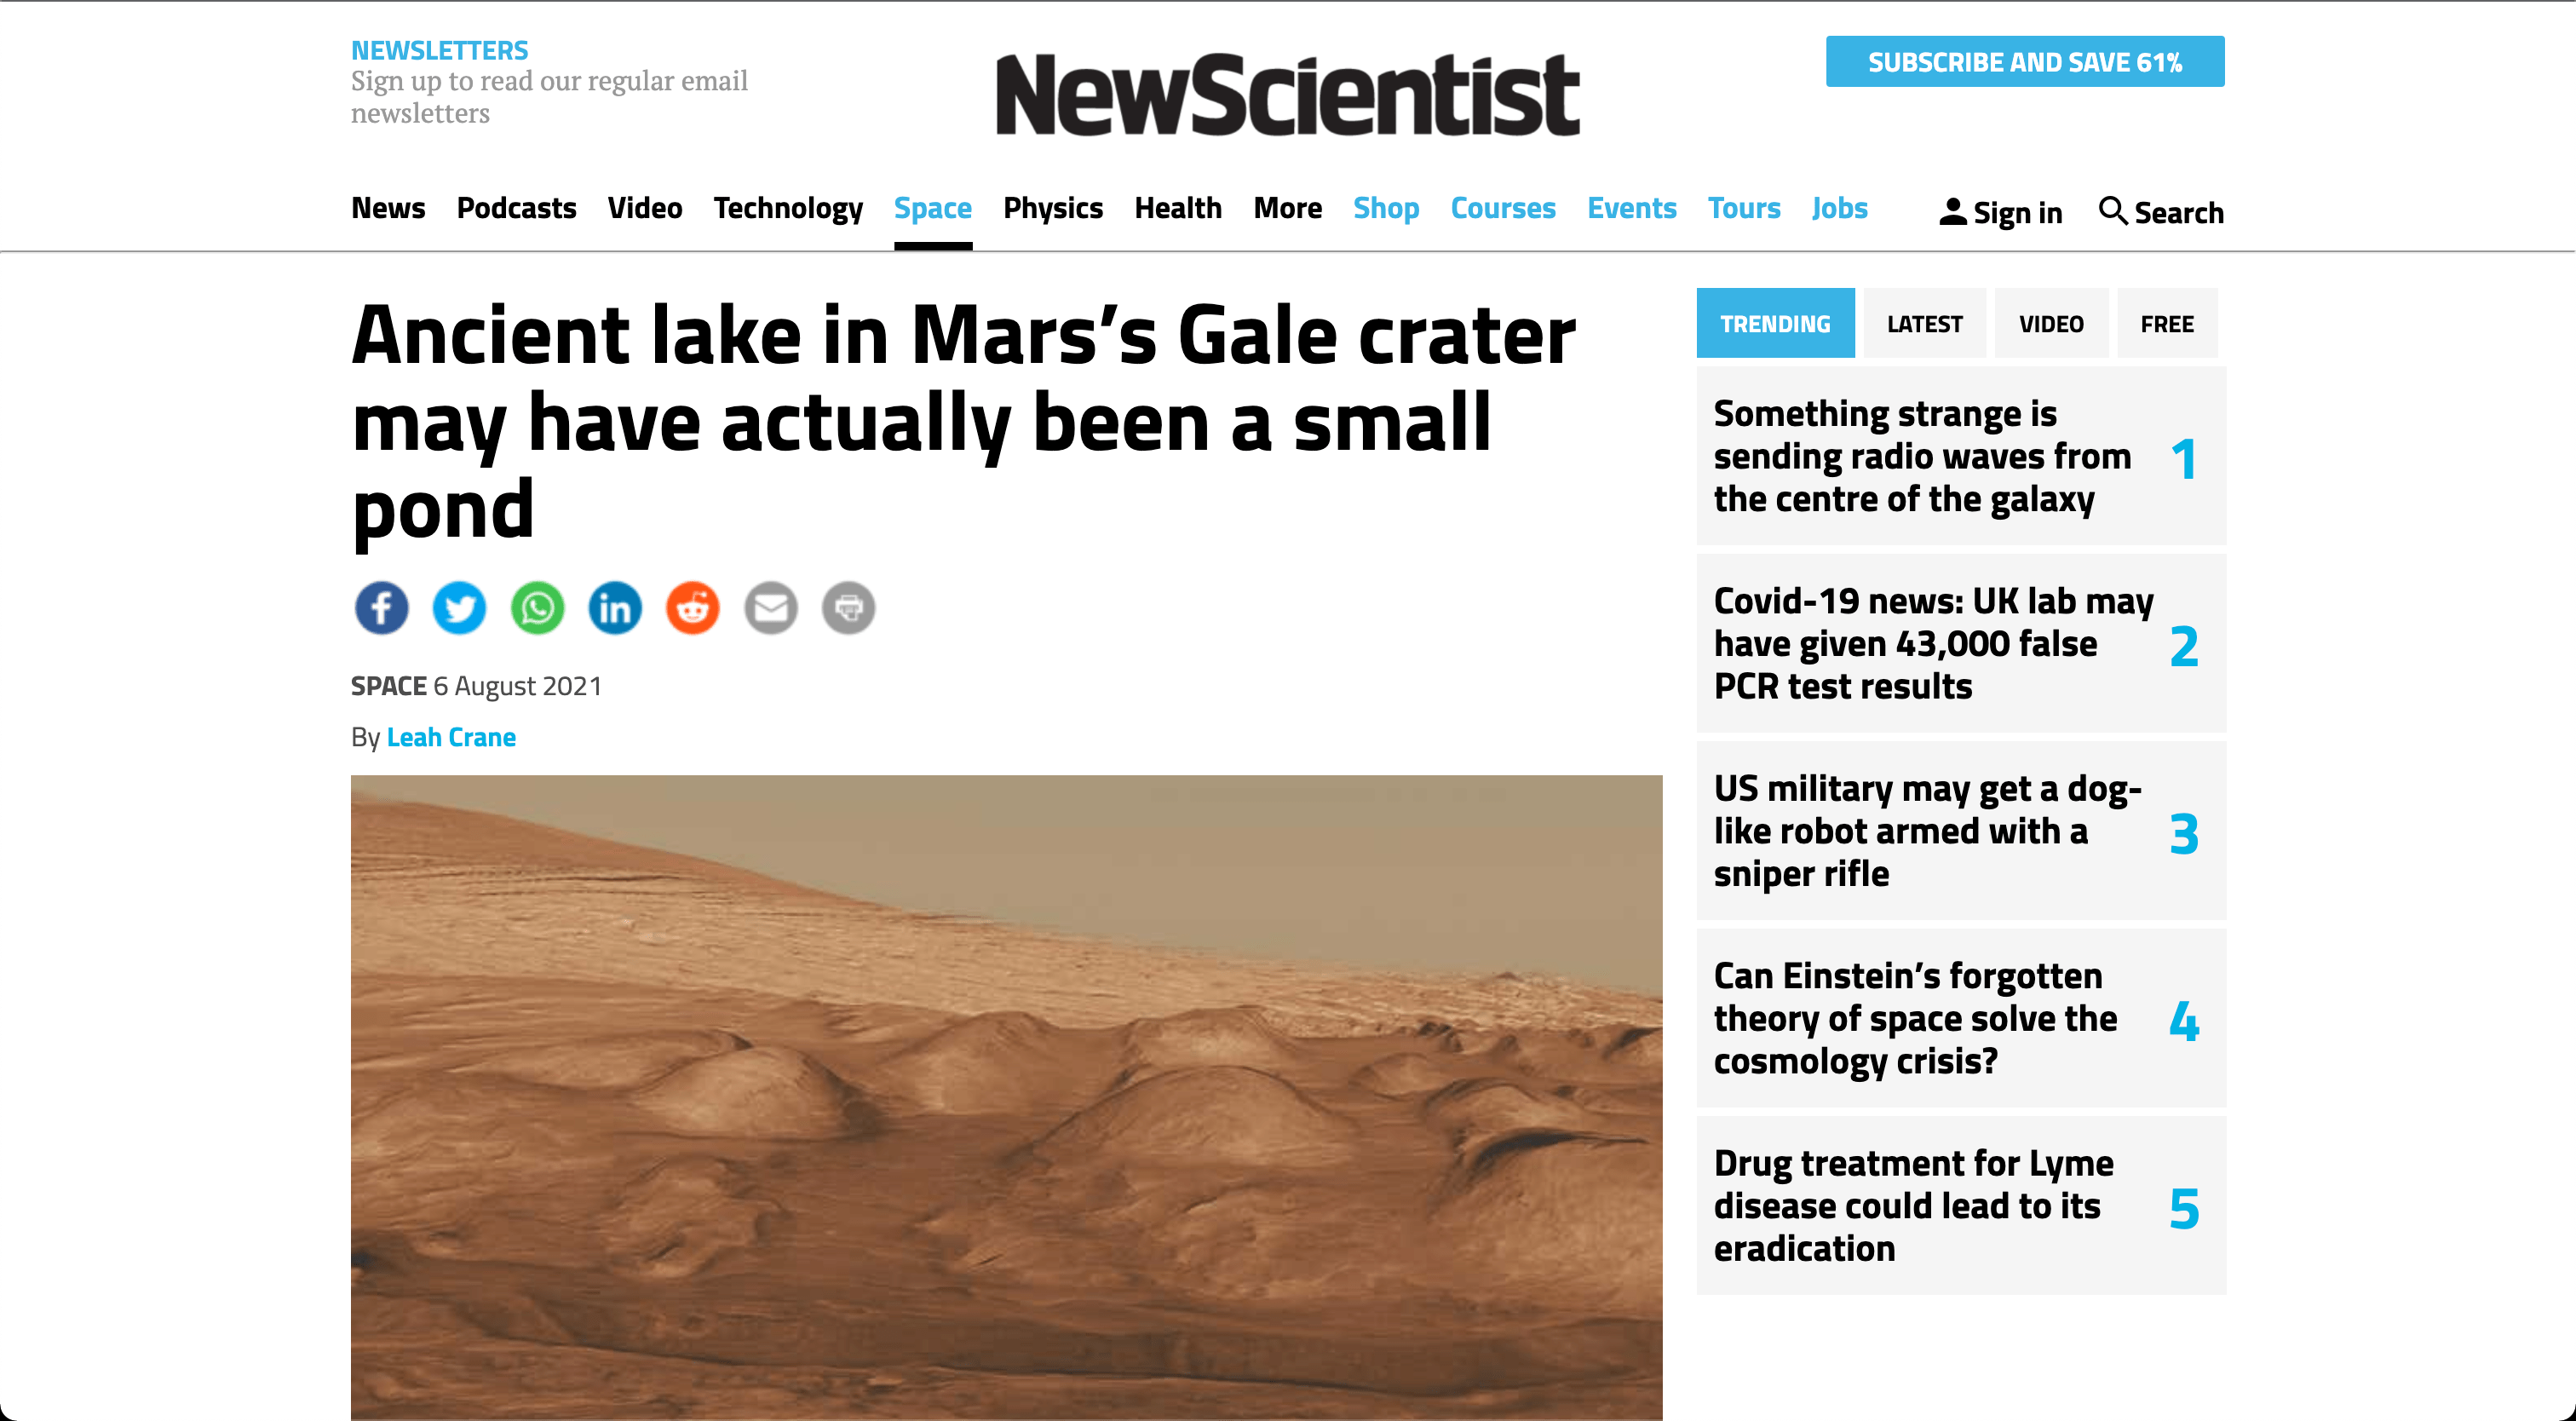 NEWSLETTERS
Sign up to read our regular email
newsletters
NewScientist
SUBSCRIBE AND SAVE 61%
News Podcasts Video Technology Space Physics Health More Shop Courses Events Tours Jobs Sign in Search
Ancient lake in Mars’s Gale crater
may have actually been a small
pond
SPACE 6 August 2021
By Leah Crane
TRENDING LATEST VIDEO FREE
Something strange is
sending radio waves from
the centre of the galaxy
1
Covid-19 news: UK lab may
have given 43,000 false
PCR test results
2
US military may get a dog-
like robot armed with a
sniper rifle
3
Can Einstein’s forgotten
theory of space solve the
cosmology crisis?
4
Drug treatment for Lyme
disease could lead to its
eradication
5